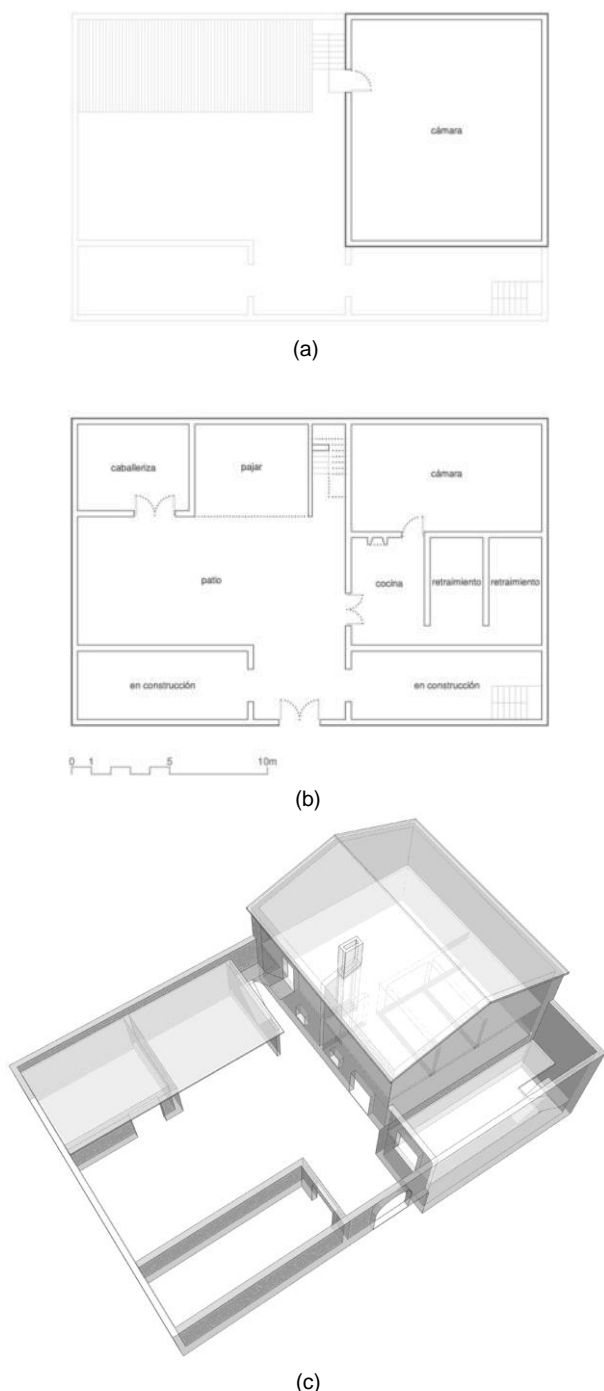 cámara
(a)
caballeriza
pajar
cámara
patio
cocina
retraimiento
retraimiento
en construcción
en construcción
0 1 5 10m
(b)
(c)